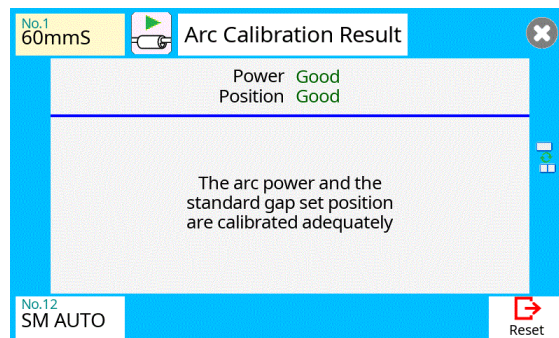 No.1
60mmS
Arc Calibration Result
Power Good
Position Good
The arc power and the
standard gap set position
are calibrated adequately
No.12
SM AUTO
Reset